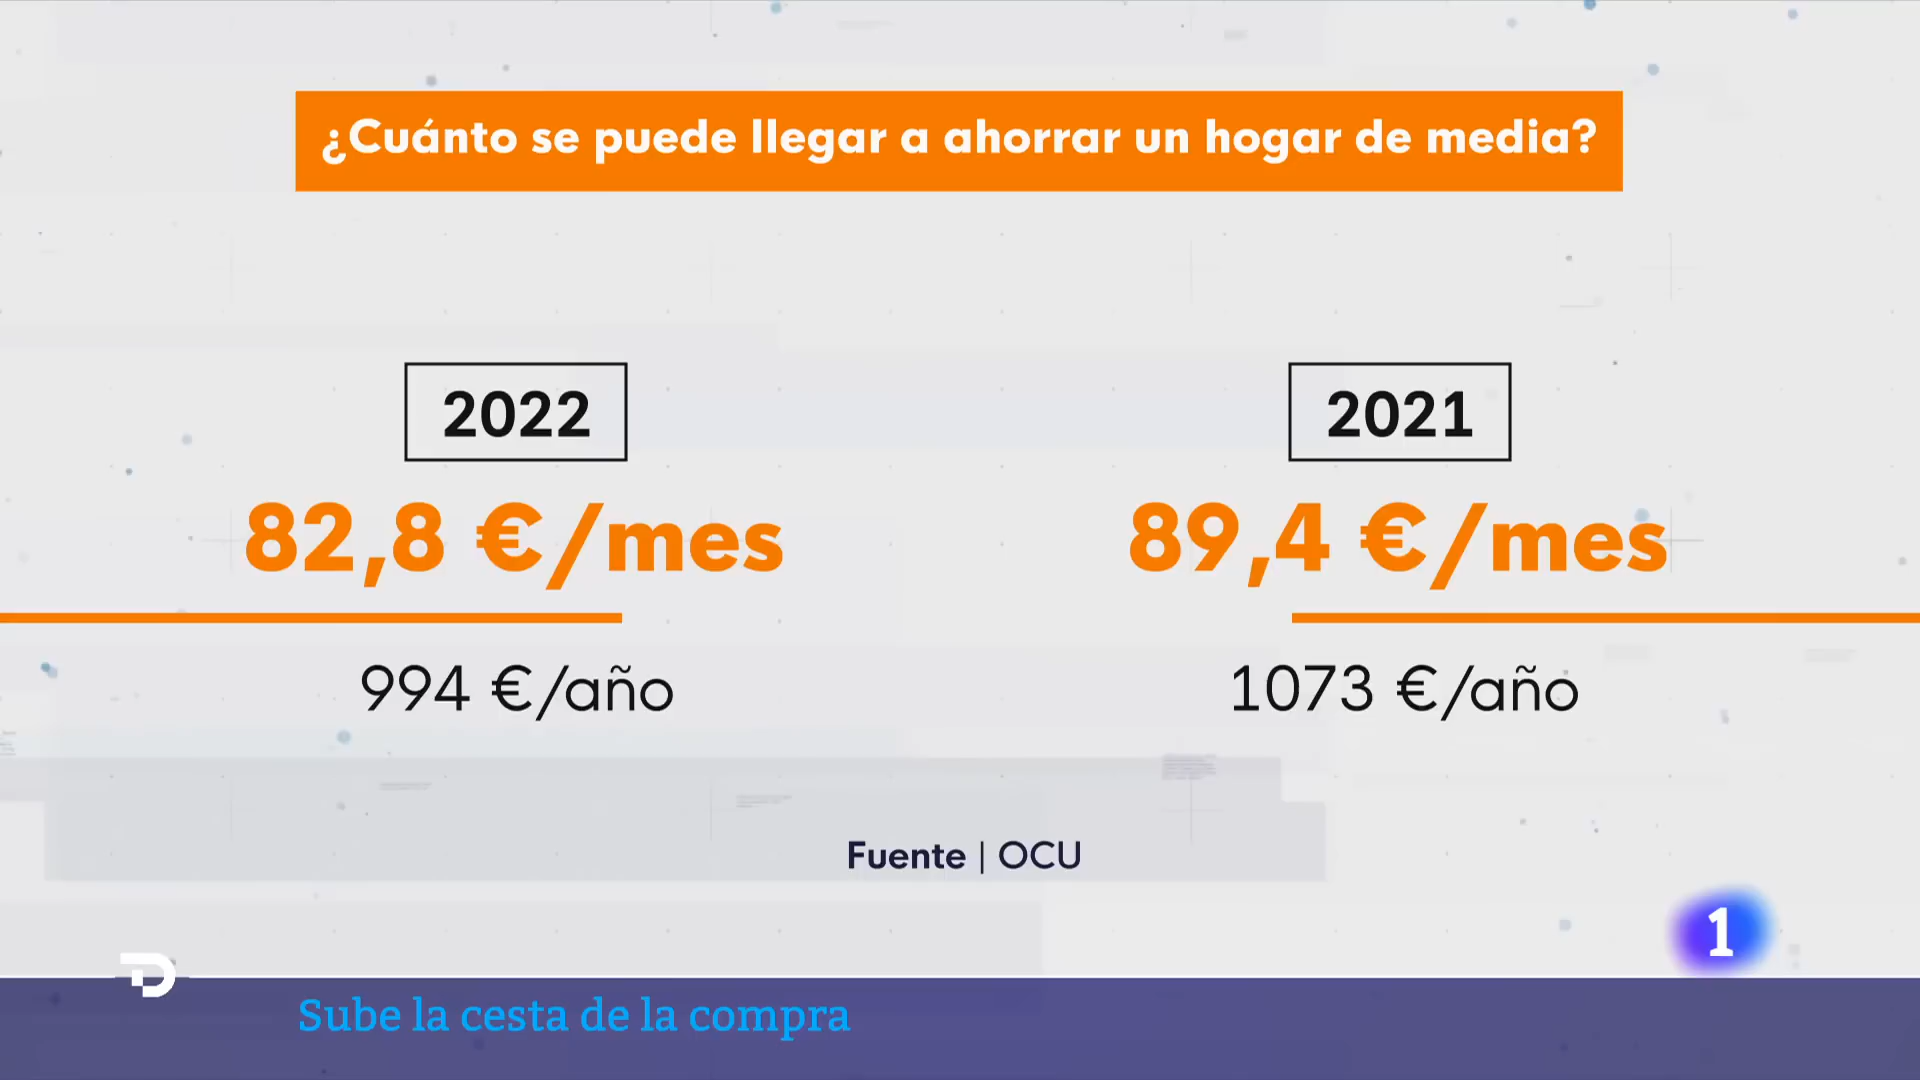 ¿Cuánto se puede llegar a ahorrar un hogar de media?
2022
82,8 €/mes
994 €/año
2021
89,4 €/mes
1073 €/año
Fuente | OCU
1
Sube la cesta de la compra